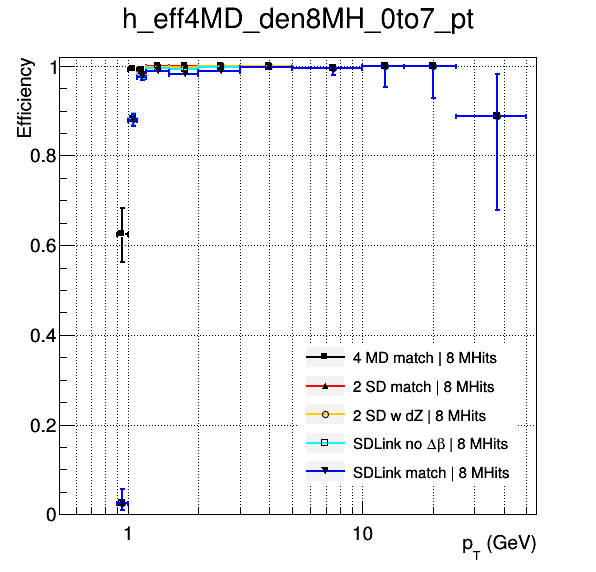 h_eff4MD_den8MH_0to7_pt
Efficiency
1
0.8
0.6
0.4
0.2
0
4 MD match | 8 MHits
2 SD match | 8 MHits
2 SD w dZ | 8 MHits
SDLink no Δβ | 8 MHits
SDLink match | 8 MHits
1
10
p_T (GeV)